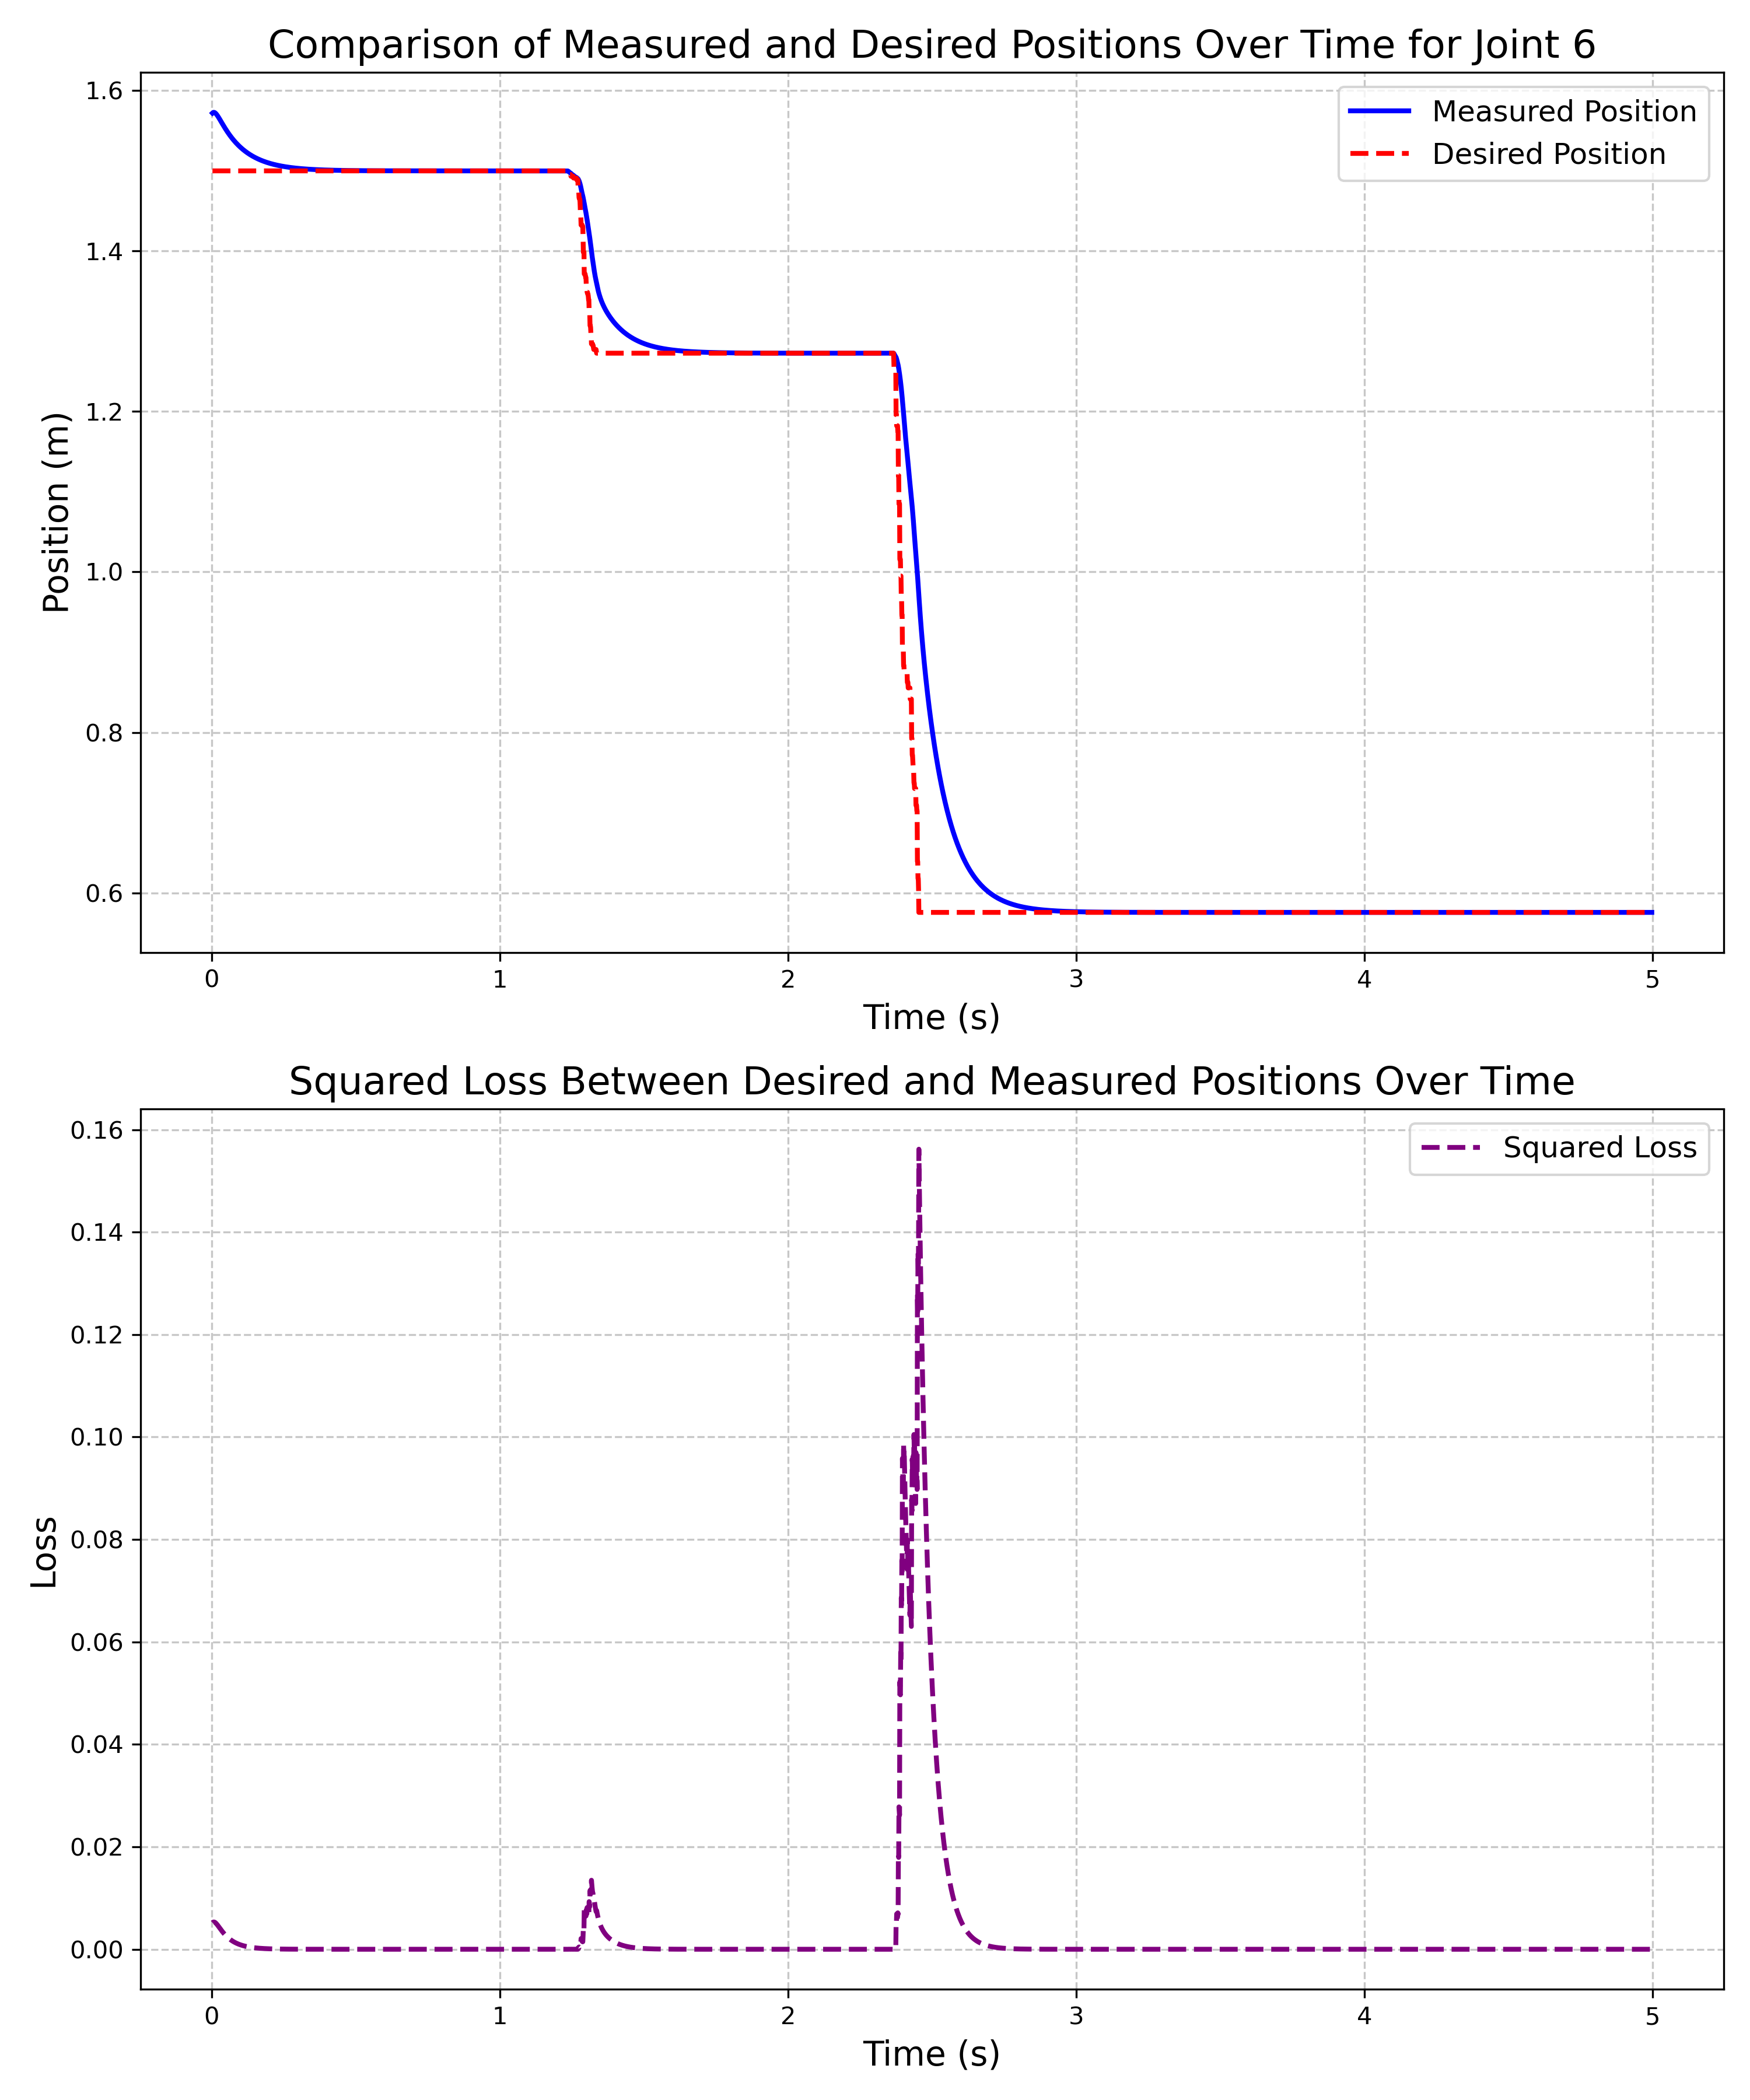 Comparison of Measured and Desired Positions Over Time for Joint 6
Measured Position
Desired Position
Position (m)
1.6
1.4
1.2
1.0
0.8
0.6
0 1 2 3 4 5
Time (s)
Squared Loss Between Desired and Measured Positions Over Time
Squared Loss
Loss
0.16
0.14
0.12
0.10
0.08
0.06
0.04
0.02
0.00
0 1 2 3 4 5
Time (s)